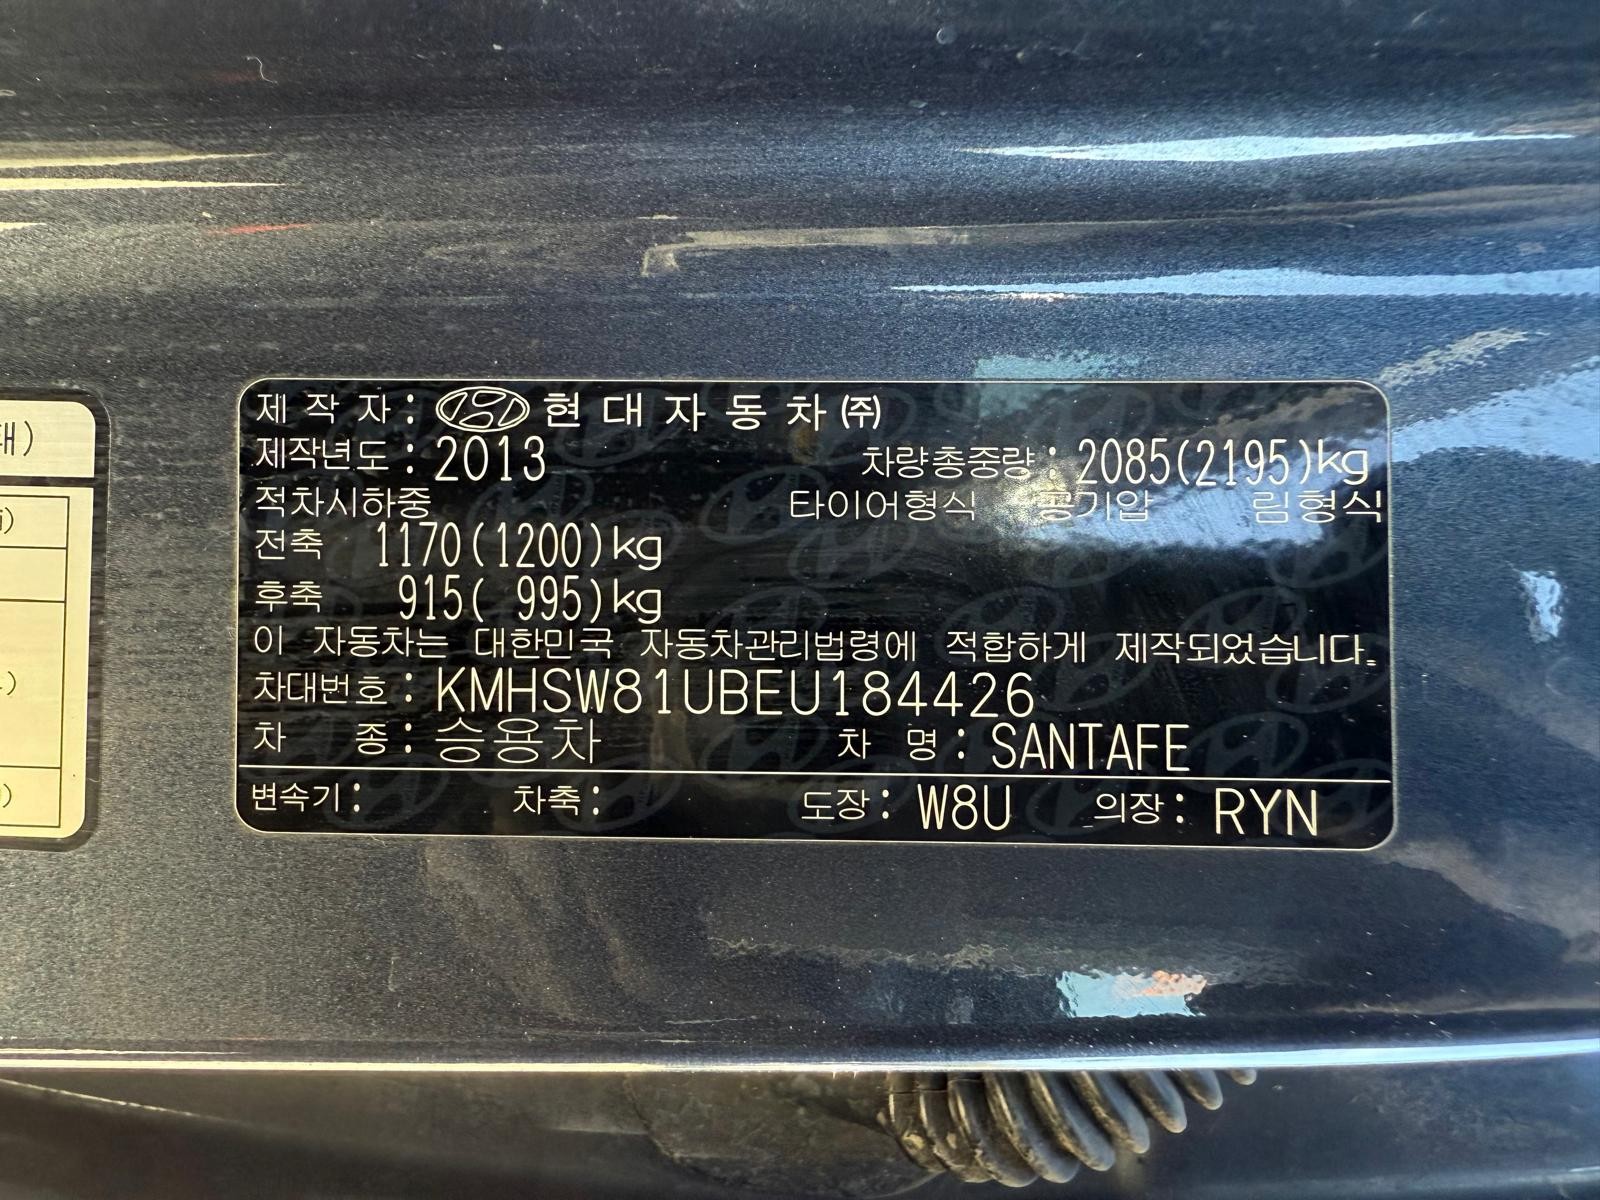 제 작 자 : 현 대 자 동 차 ㈜
제작년도 : 2013 차량총중량 : 2085(2195)kg
적차시하중 타이어형식 공기압 림형식
전축 1170(1200)kg
후축 915( 995)kg
이 자동차는 대한민국 자동차관리법령에 적합하게 제작되었습니다.
차대번호 : KMHSW81UBEU184426
차 종 : 승용차 차 명 : SANTAFE
변속기 : 차축 : 도장 : W8U 의장 : RYN